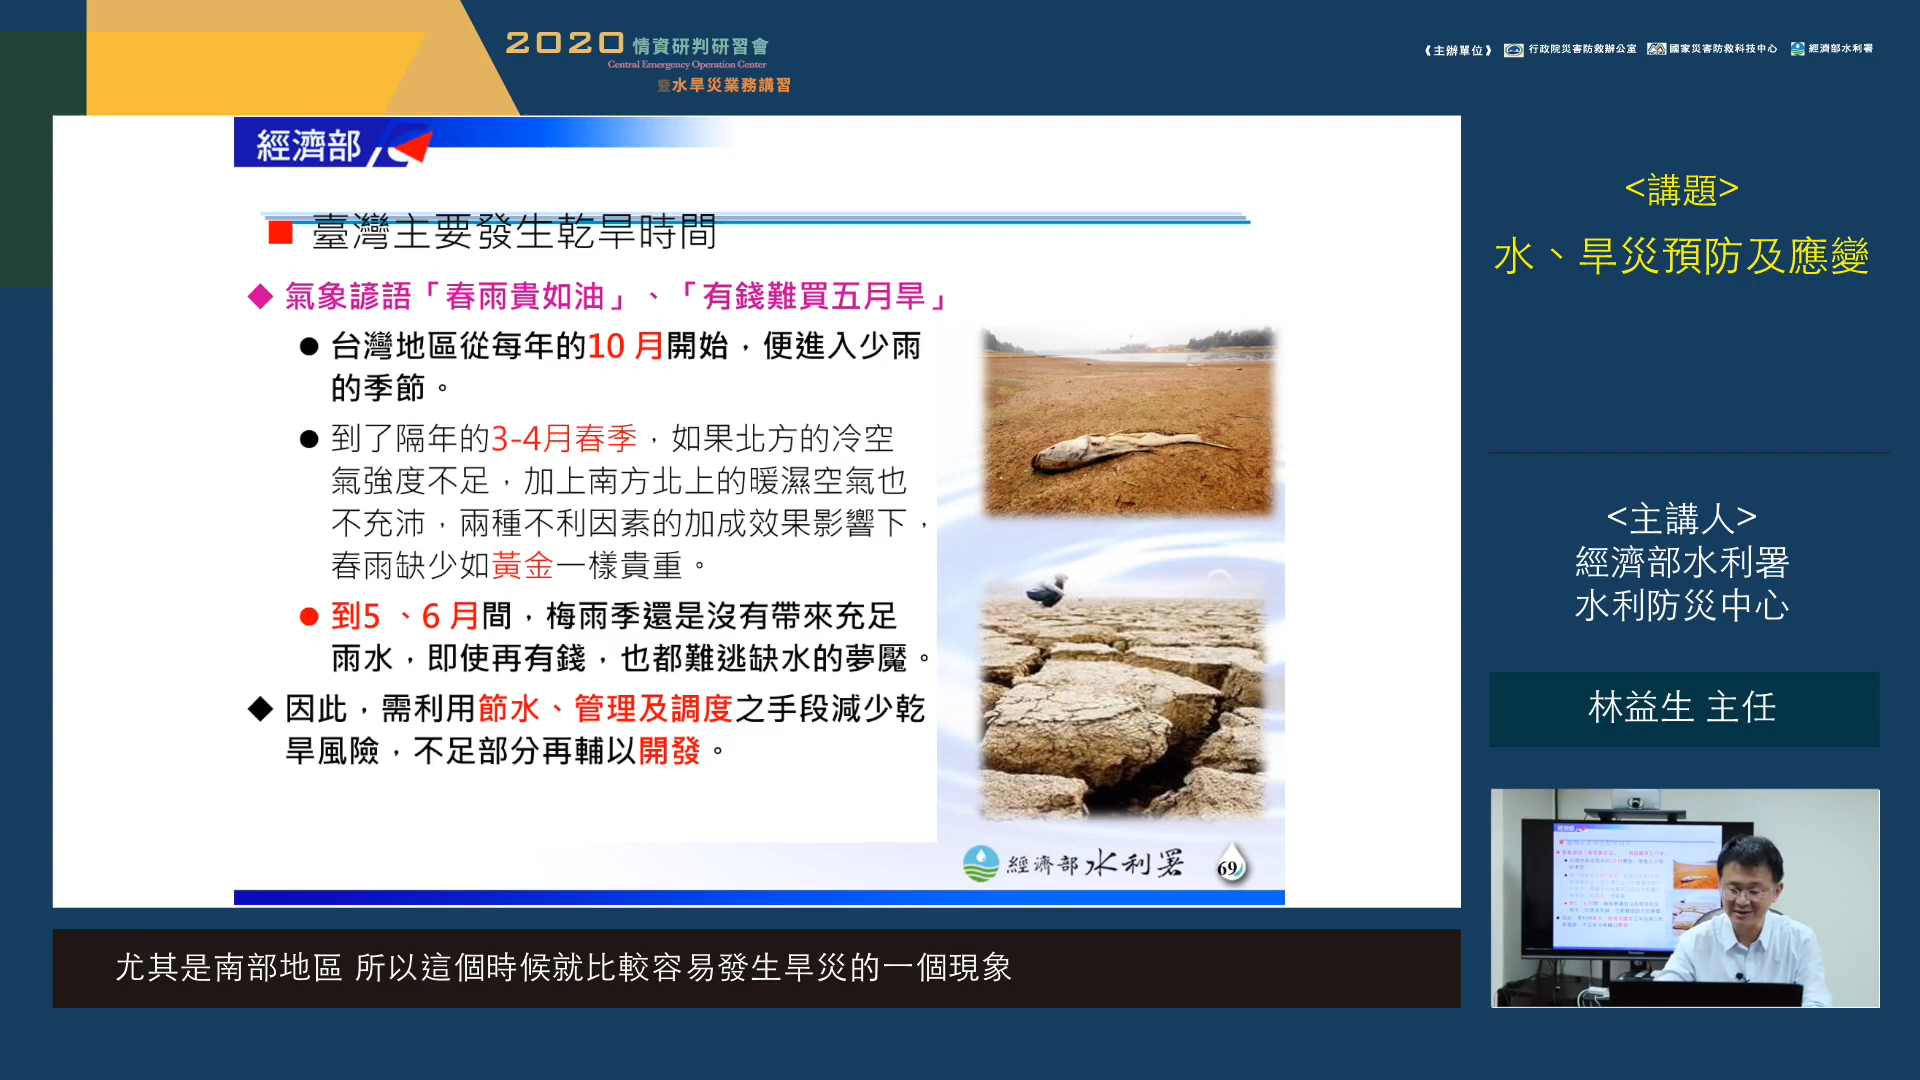 2020 情資研判研習會
Central Emergency Operation Center
暨水旱災業務講習
《主辦單位》 行政院災害防救辦公室 國家災害防救科技中心 經濟部水利署
經濟部
臺灣主要發生乾旱時間
氣象諺語「春雨貴如油」、「有錢難買五月旱」
台灣地區從每年的10 月開始，便進入少雨
的季節。
到了隔年的3-4月春季，如果北方的冷空
氣強度不足，加上南方北上的暖濕空氣也
不充沛，兩種不利因素的加成效果影響下，
春雨缺少如黃金一樣貴重。
到5 、6 月間，梅雨季還是沒有帶來充足
雨水，即使再有錢，也都難逃缺水的夢魘。
因此，需利用節水、管理及調度之手段減少乾
旱風險，不足部分再輔以開發。
經濟部水利署
69
<講題>
水、旱災預防及應變
<主講人>
經濟部水利署
水利防災中心
林益生 主任
尤其是南部地區 所以這個時候就比較容易發生旱災的一個現象